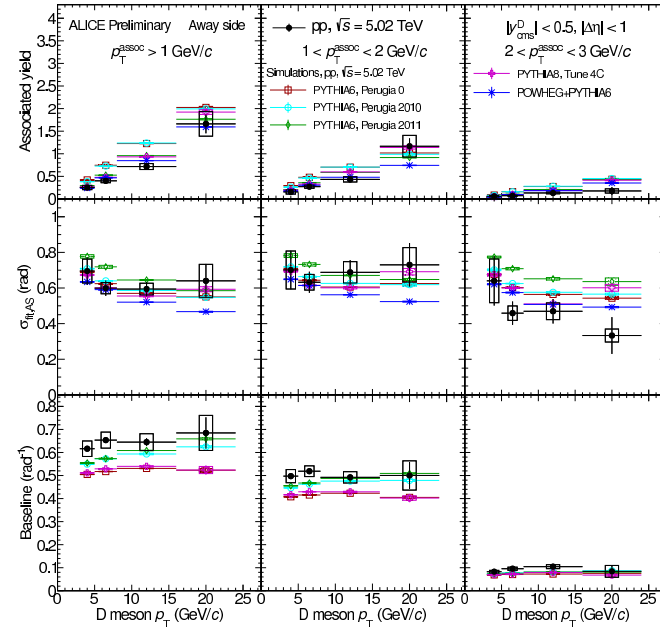 ALICE Preliminary Away side
p_T^assoc > 1 GeV/c
pp, √s = 5.02 TeV
1 < p_T^assoc < 2 GeV/c
|y_cms^D| < 0.5, |Δη| < 1
2 < p_T^assoc < 3 GeV/c
Simulations, pp, √s = 5.02 TeV
PYTHIA6, Perugia 0
PYTHIA6, Perugia 2010
PYTHIA6, Perugia 2011
PYTHIA8, Tune 4C
POWHEG+PYTHIA6
Associated yield
4
3.5
3
2.5
2
1.5
1
0.5
0
σ_fit,AS (rad)
1
0.8
0.6
0.4
0.2
0
Baseline (rad⁻¹)
0.8
0.7
0.6
0.5
0.4
0.3
0.2
0.1
0
0 5 10 15 20 25
D meson p_T (GeV/c)
0 5 10 15 20 25
D meson p_T (GeV/c)
0 5 10 15 20 25
D meson p_T (GeV/c)